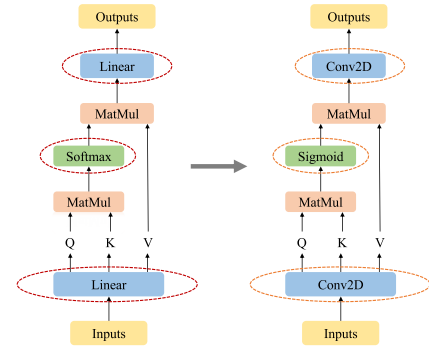 Outputs
Linear
MatMul
Softmax
MatMul
Q K V
Linear
Inputs
Outputs
Conv2D
MatMul
Sigmoid
MatMul
Q K V
Conv2D
Inputs